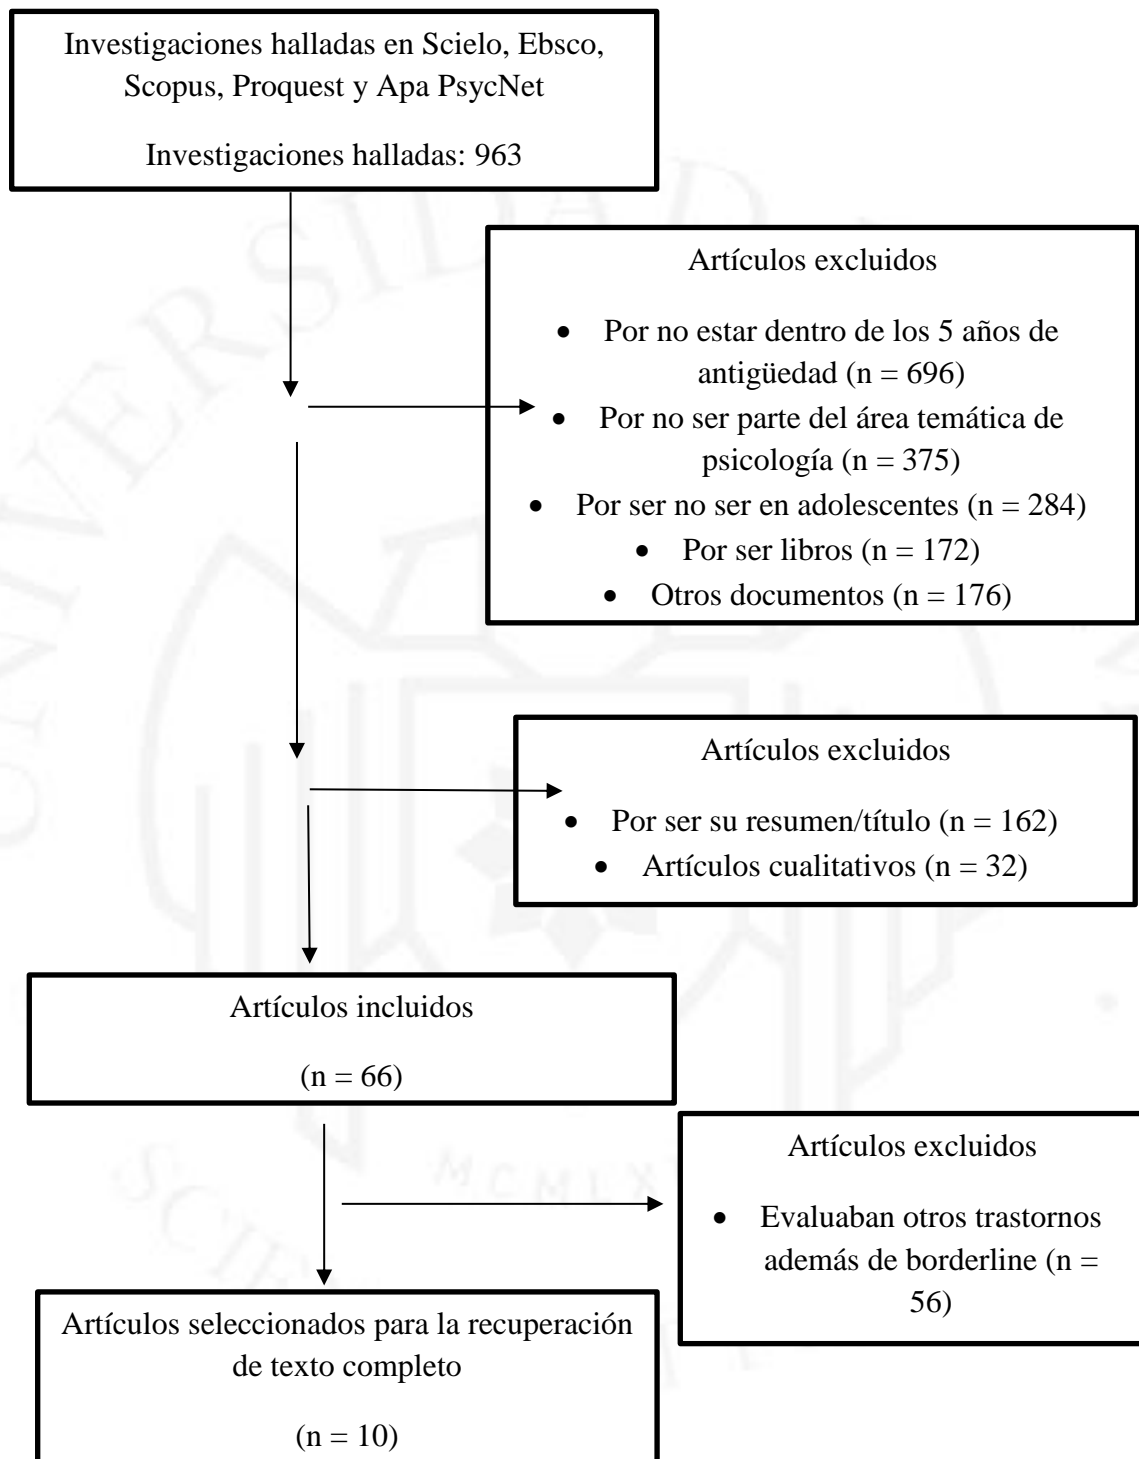 Investigaciones halladas en Scielo, Ebsco,
Scopus, Proquest y Apa PsycNet
Investigaciones halladas: 963
Artículos excluidos
• Por no estar dentro de los 5 años de
antigüedad (n = 696)
• Por no ser parte del área temática de
psicología (n = 375)
• Por ser no ser en adolescentes (n = 284)
• Por ser libros (n = 172)
• Otros documentos (n = 176)
Artículos excluidos
• Por ser su resumen/título (n = 162)
• Artículos cualitativos (n = 32)
Artículos incluidos
(n = 66)
Artículos excluidos
• Evaluaban otros trastornos
además de borderline (n =
56)
Artículos seleccionados para la recuperación
de texto completo
(n = 10)